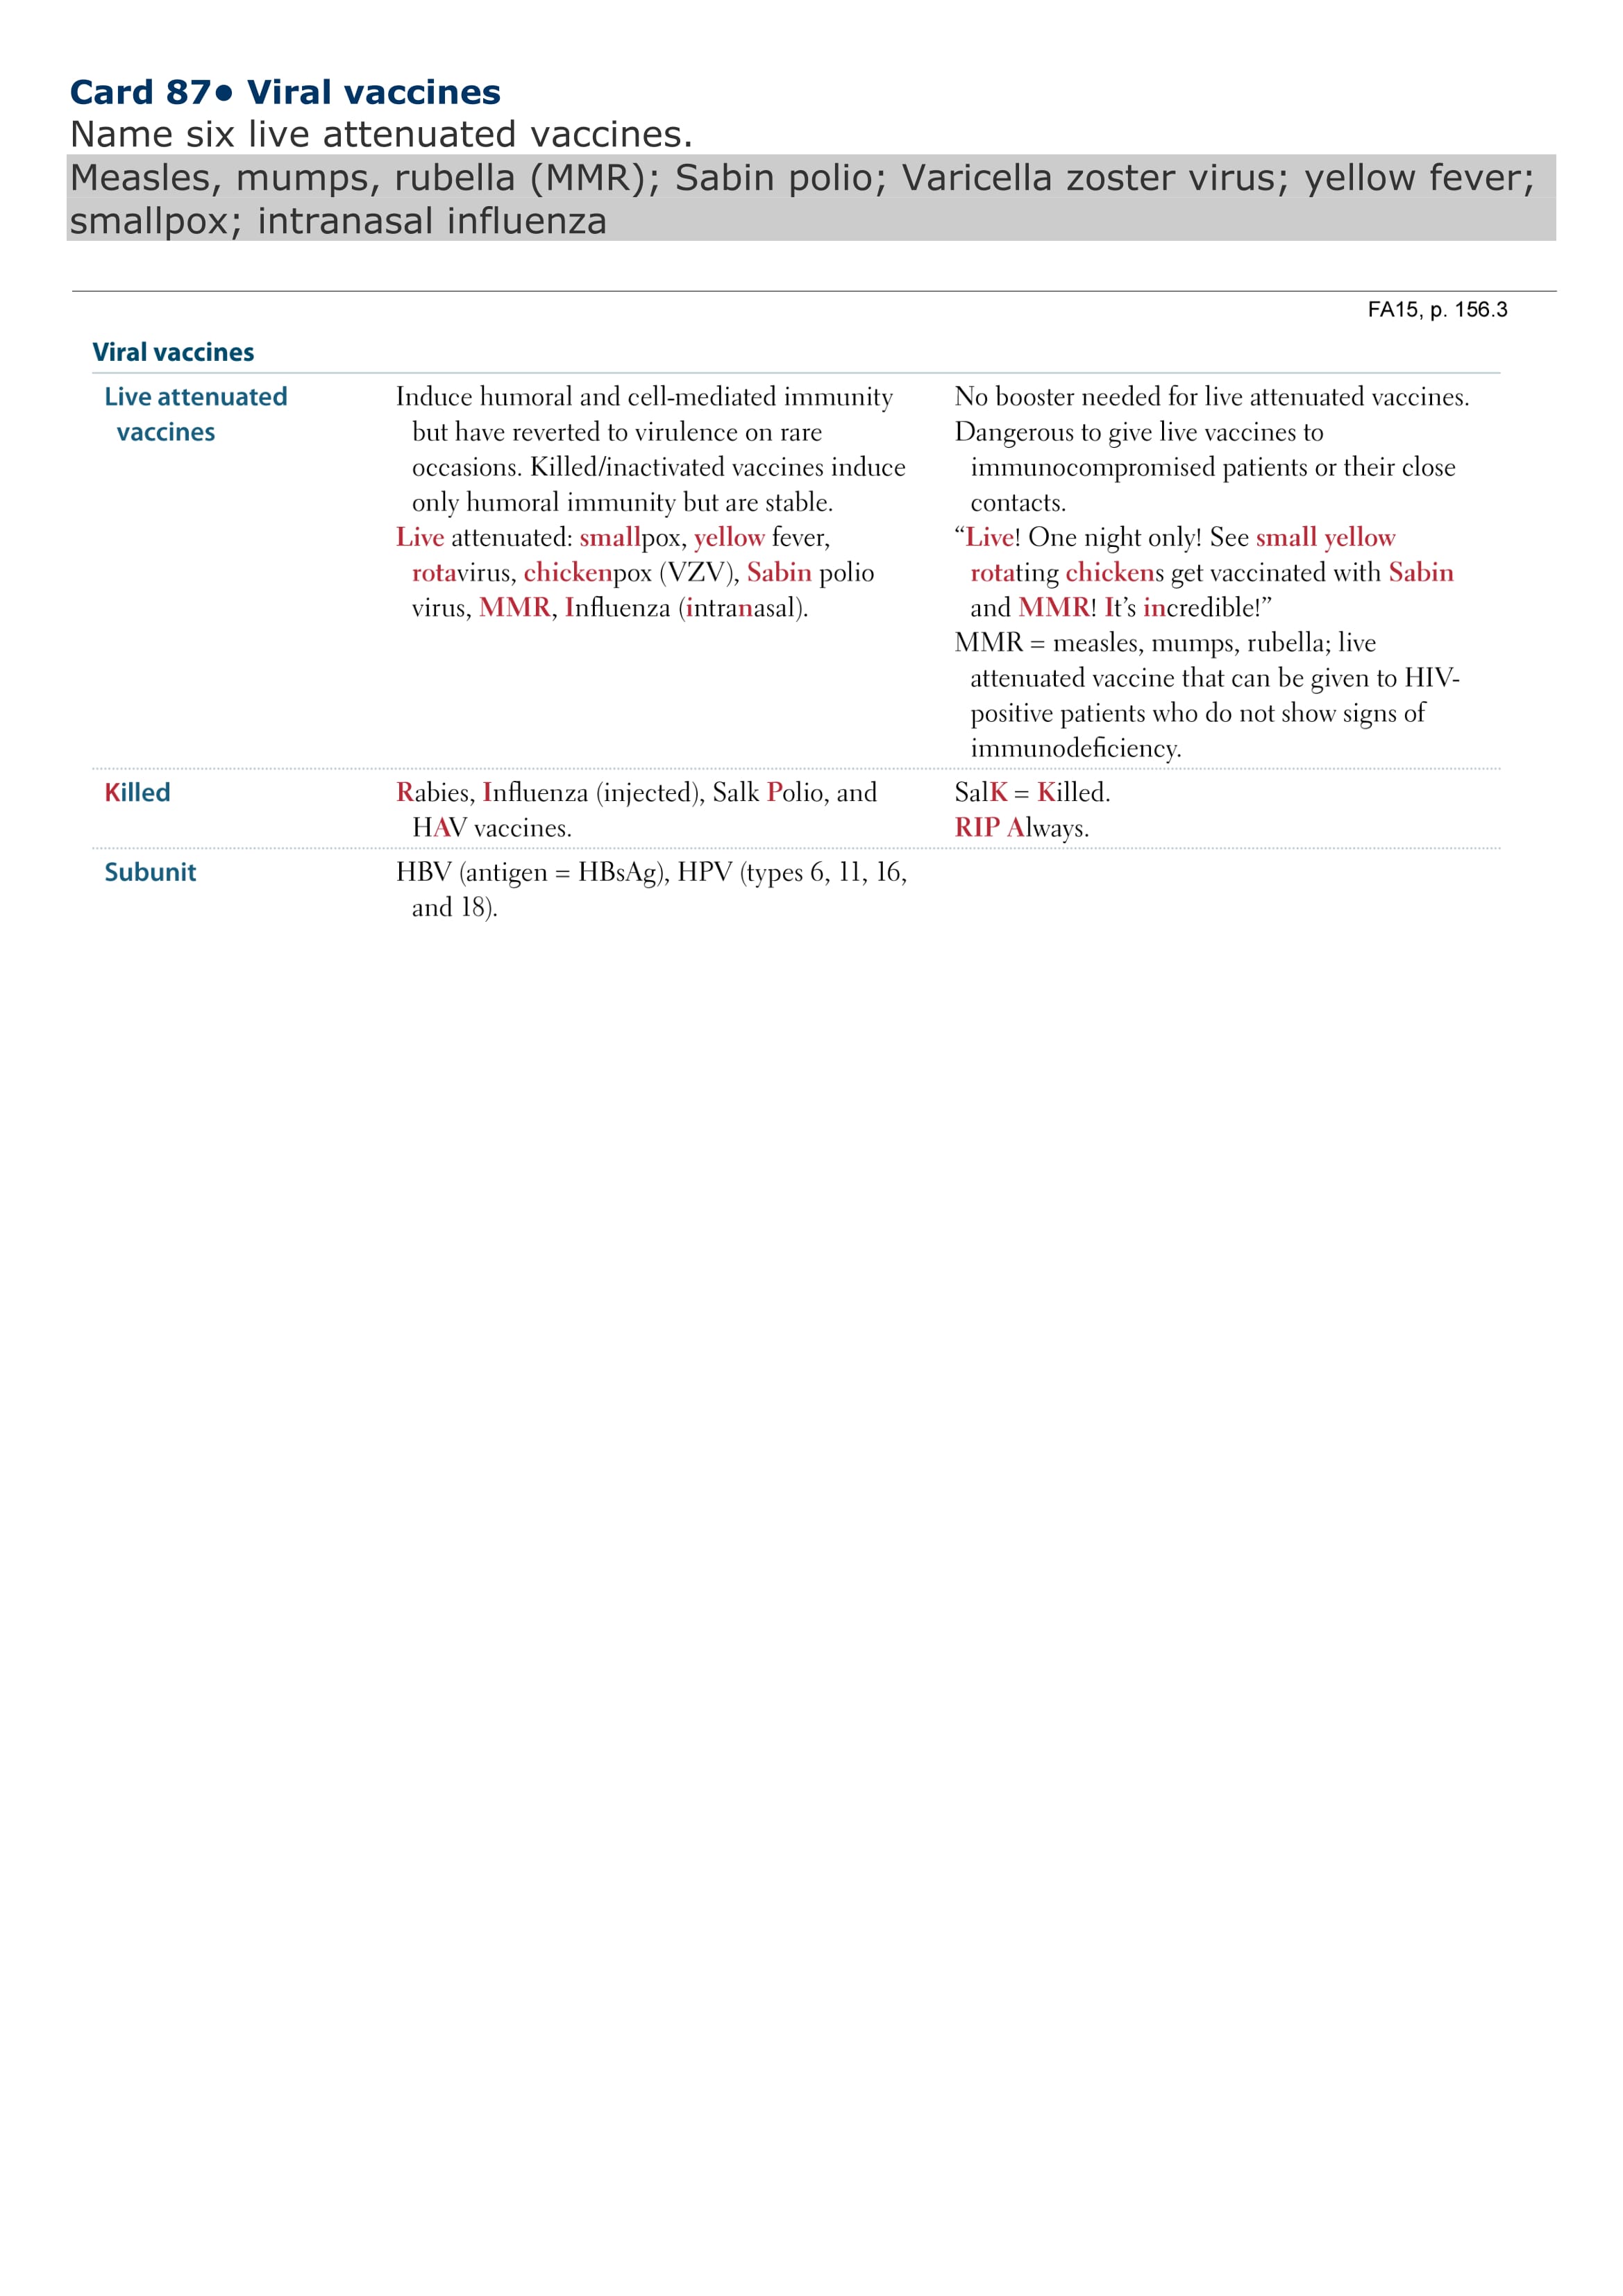 Card 87● Viral vaccines
Name six live attenuated vaccines.
Measles, mumps, rubella (MMR); Sabin polio; Varicella zoster virus; yellow fever;
smallpox; intranasal influenza
FA15, p. 156.3
Viral vaccines
Live attenuated
vaccines
Induce humoral and cell-mediated immunity
but have reverted to virulence on rare
occasions. Killed/inactivated vaccines induce
only humoral immunity but are stable.
Live attenuated: smallpox, yellow fever,
rotavirus, chickenpox (VZV), Sabin polio
virus, MMR, Influenza (intranasal).
No booster needed for live attenuated vaccines.
Dangerous to give live vaccines to
immunocompromised patients or their close
contacts.
“Live! One night only! See small yellow
rotating chickens get vaccinated with Sabin
and MMR! It’s incredible!”
MMR = measles, mumps, rubella; live
attenuated vaccine that can be given to HIV-
positive patients who do not show signs of
immunodeficiency.
Killed
Rabies, Influenza (injected), Salk Polio, and
HAV vaccines.
SalK = Killed.
RIP Always.
Subunit
HBV (antigen = HBsAg), HPV (types 6, 11, 16,
and 18).